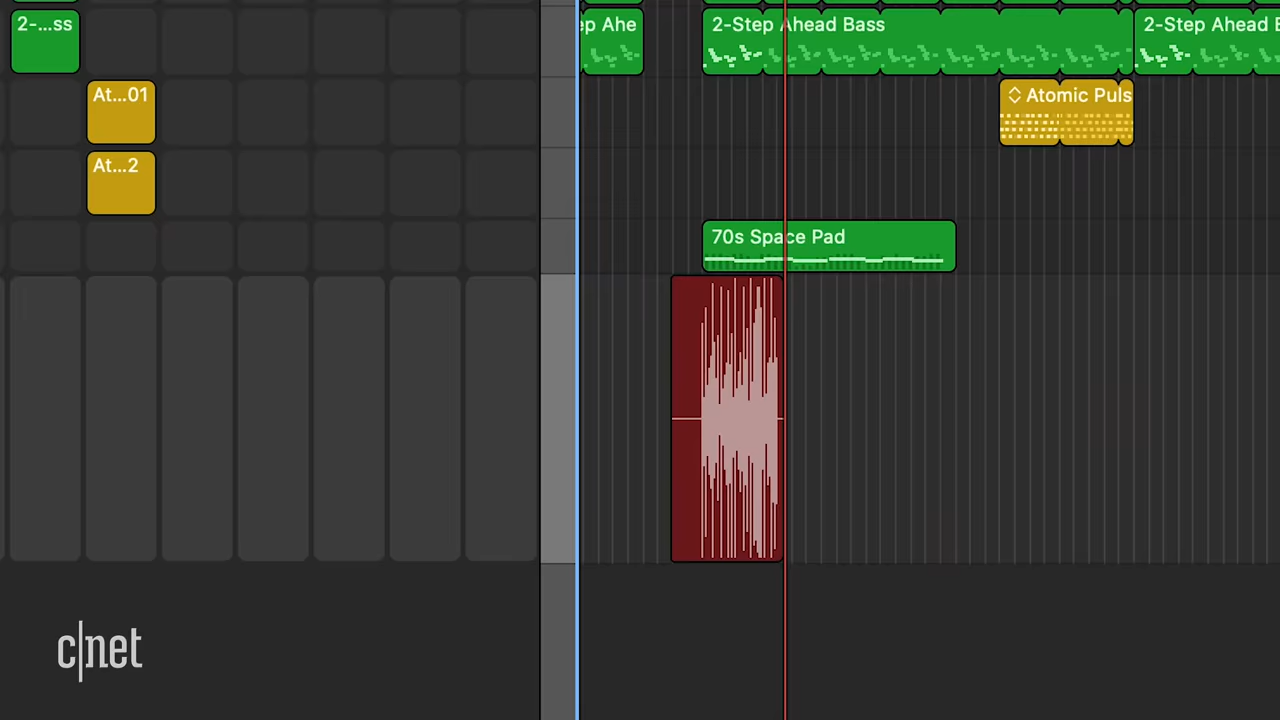 2-...ss
ep Ahe
2-Step Ahead Bass
2-Step Ahead B
At...01
Atomic Puls
At...2
70s Space Pad
c|net